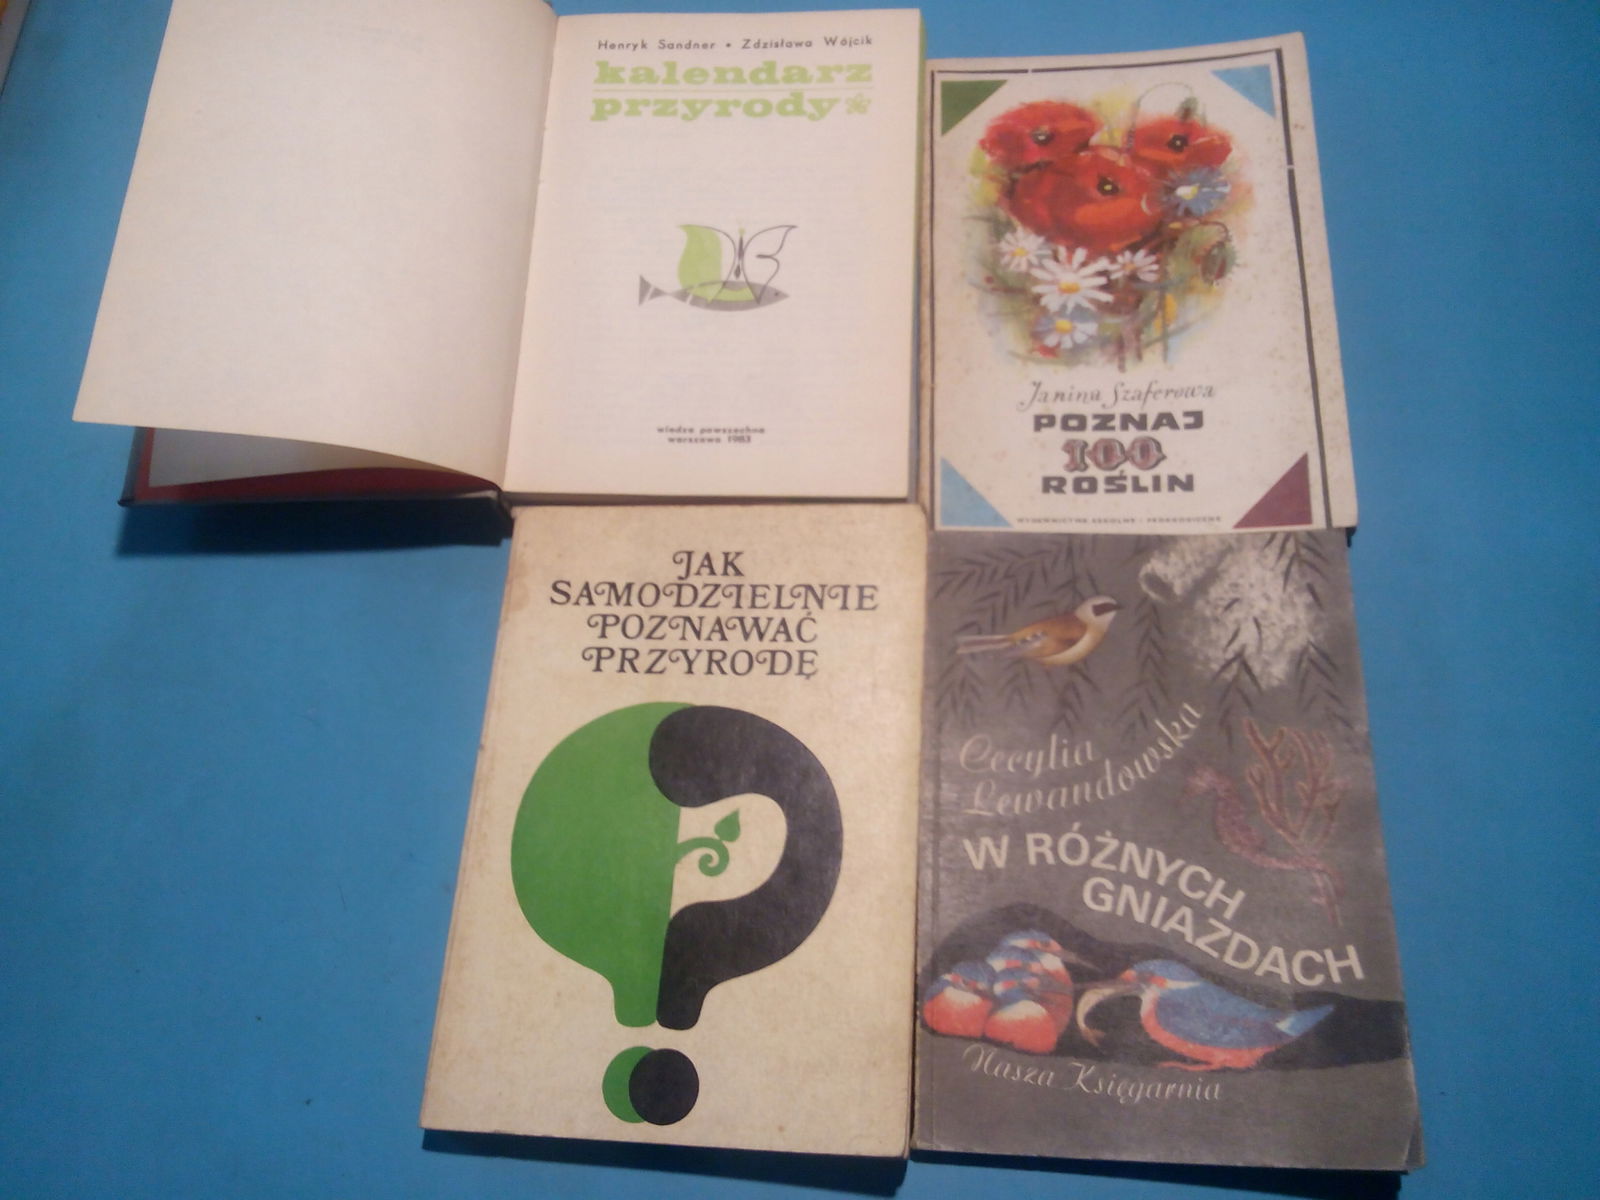 Henryk Sandner • Zdzisława Wójcik
kalendarz
przyrody
wiedza powszechna
warszawa 1983
Janina Szaferowa
POZNAJ
100
ROŚLIN
WYDAWNICTWA SZKOLNE I PEDAGOGICZNE
JAK
SAMODZIELNIE
POZNAWAĆ
PRZYRODĘ
Cecylia
Lewandowska
W RÓŻNYCH
GNIAZDACH
Nasza Księgarnia